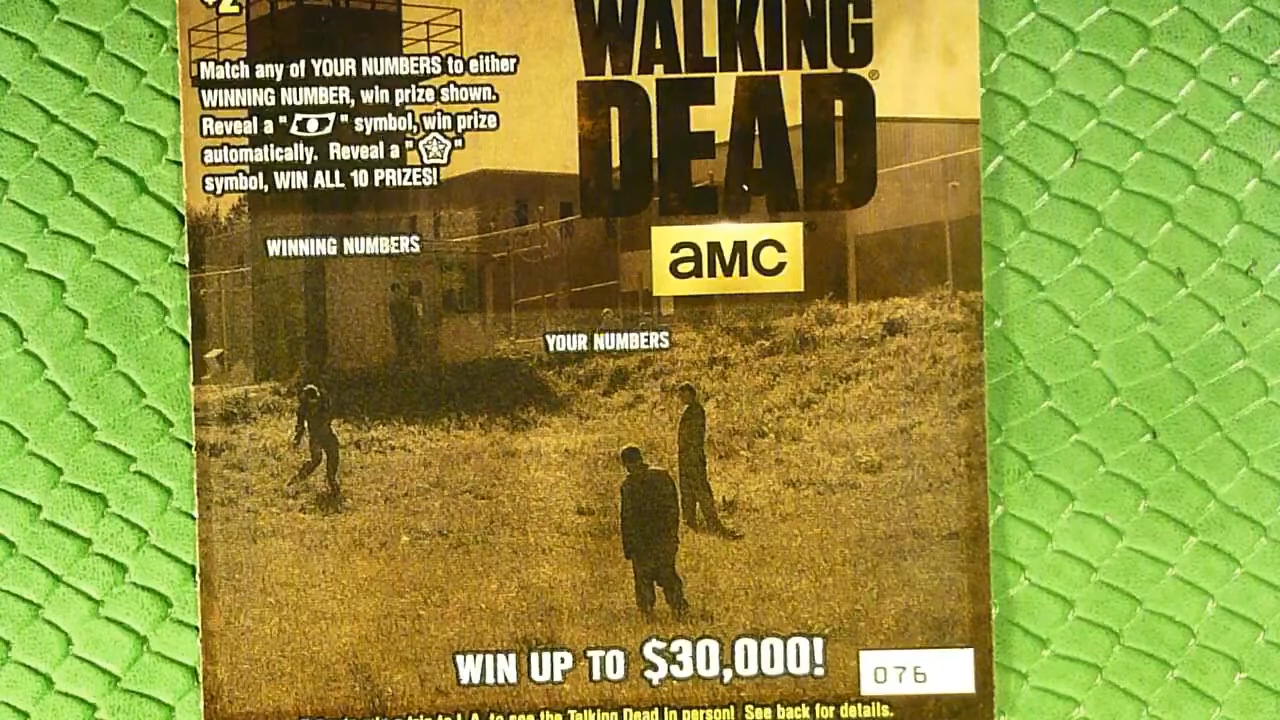 $2
WALKING
DEAD®
Match any of YOUR NUMBERS to either
WINNING NUMBER, win prize shown.
Reveal a " " symbol, win prize
automatically. Reveal a " "
symbol, WIN ALL 10 PRIZES!
WINNING NUMBERS
aMC
YOUR NUMBERS
WIN UP TO $30,000!
076
to L.A. to see the Talking Dead in person! See back for details.